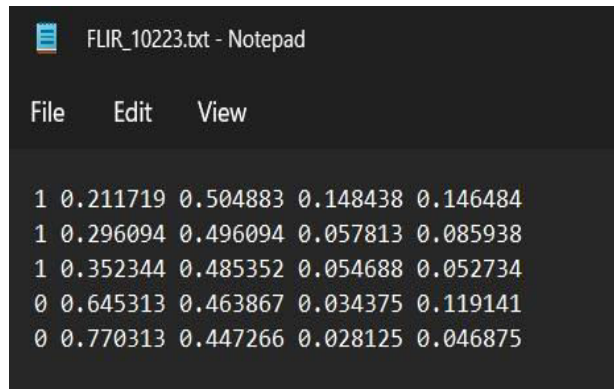 FLIR_10223.txt - Notepad
File Edit View
1 0.211719 0.504883 0.148438 0.146484
1 0.296094 0.496094 0.057813 0.085938
1 0.352344 0.485352 0.054688 0.052734
0 0.645313 0.463867 0.034375 0.119141
0 0.770313 0.447266 0.028125 0.046875